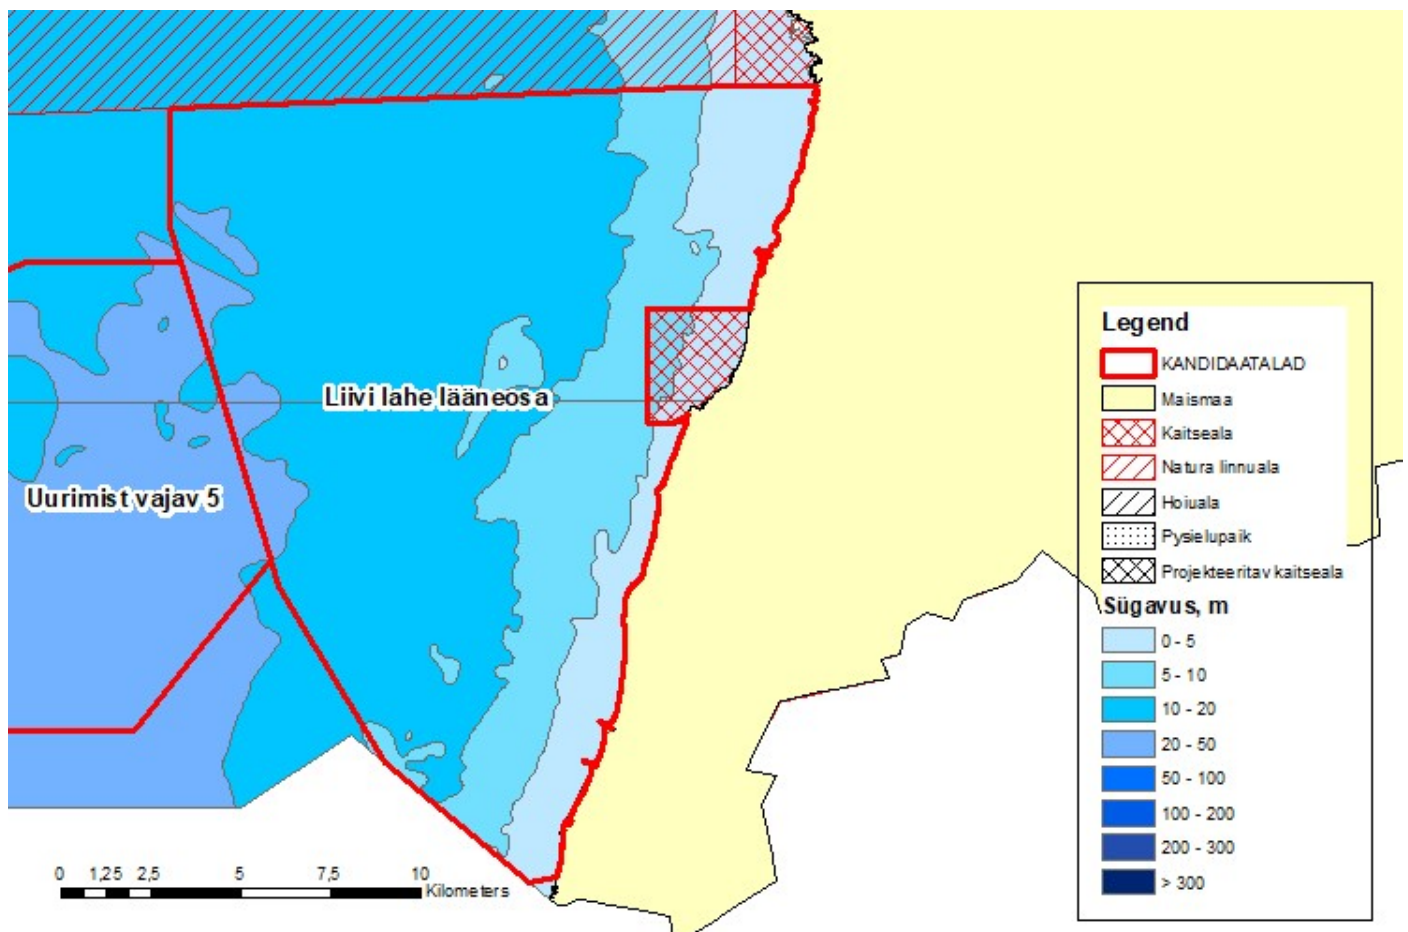 Liivi lahe lääneosa
Uurimist vajav 5
Legend
KANDIDAATALAD
Maismaa
Kaitseala
Natura linnuala
Hoiuala
Pysielupaik
Projekteeritav kaitseala
Sügavus, m
0 - 5
5 - 10
10 - 20
20 - 50
50 - 100
100 - 200
200 - 300
> 300
0 1,25 2,5 5 7,5 10
Kilometers